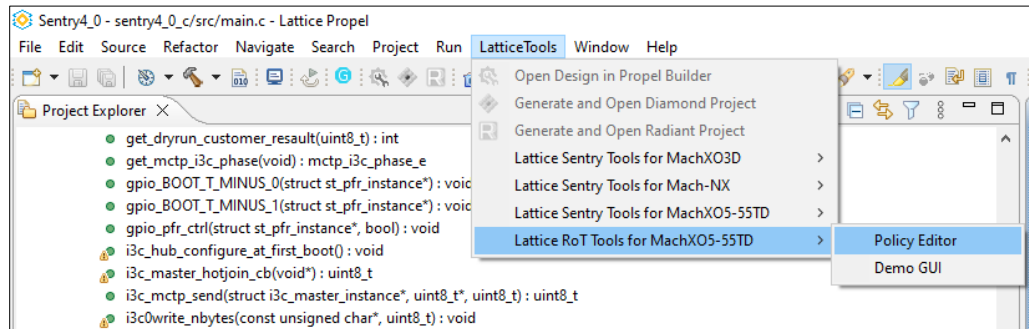 Sentry4_0 - sentry4_0_c/src/main.c - Lattice Propel
File Edit Source Refactor Navigate Search Project Run LatticeTools Window Help
Open Design in Propel Builder
Generate and Open Diamond Project
Generate and Open Radiant Project
Lattice Sentry Tools for MachXO3D
Lattice Sentry Tools for Mach-NX
Lattice Sentry Tools for MachXO5-55TD
Lattice RoT Tools for MachXO5-55TD
Policy Editor
Demo GUI
Project Explorer
get_dryrun_customer_resault(uint8_t) : int
get_mctp_i3c_phase(void) : mctp_i3c_phase_e
gpio_BOOT_T_MINUS_0(struct st_pfr_instance*) : void
gpio_BOOT_T_MINUS_1(struct st_pfr_instance*) : void
gpio_pfr_ctrl(struct st_pfr_instance*, bool) : void
i3c_hub_configure_at_first_boot() : void
i3c_master_hotjoin_cb(void*) : uint8_t
i3c_mctp_send(struct i3c_master_instance*, uint8_t*, uint8_t) : uint8_t
i3c0write_nbytes(const unsigned char*, uint8_t) : void